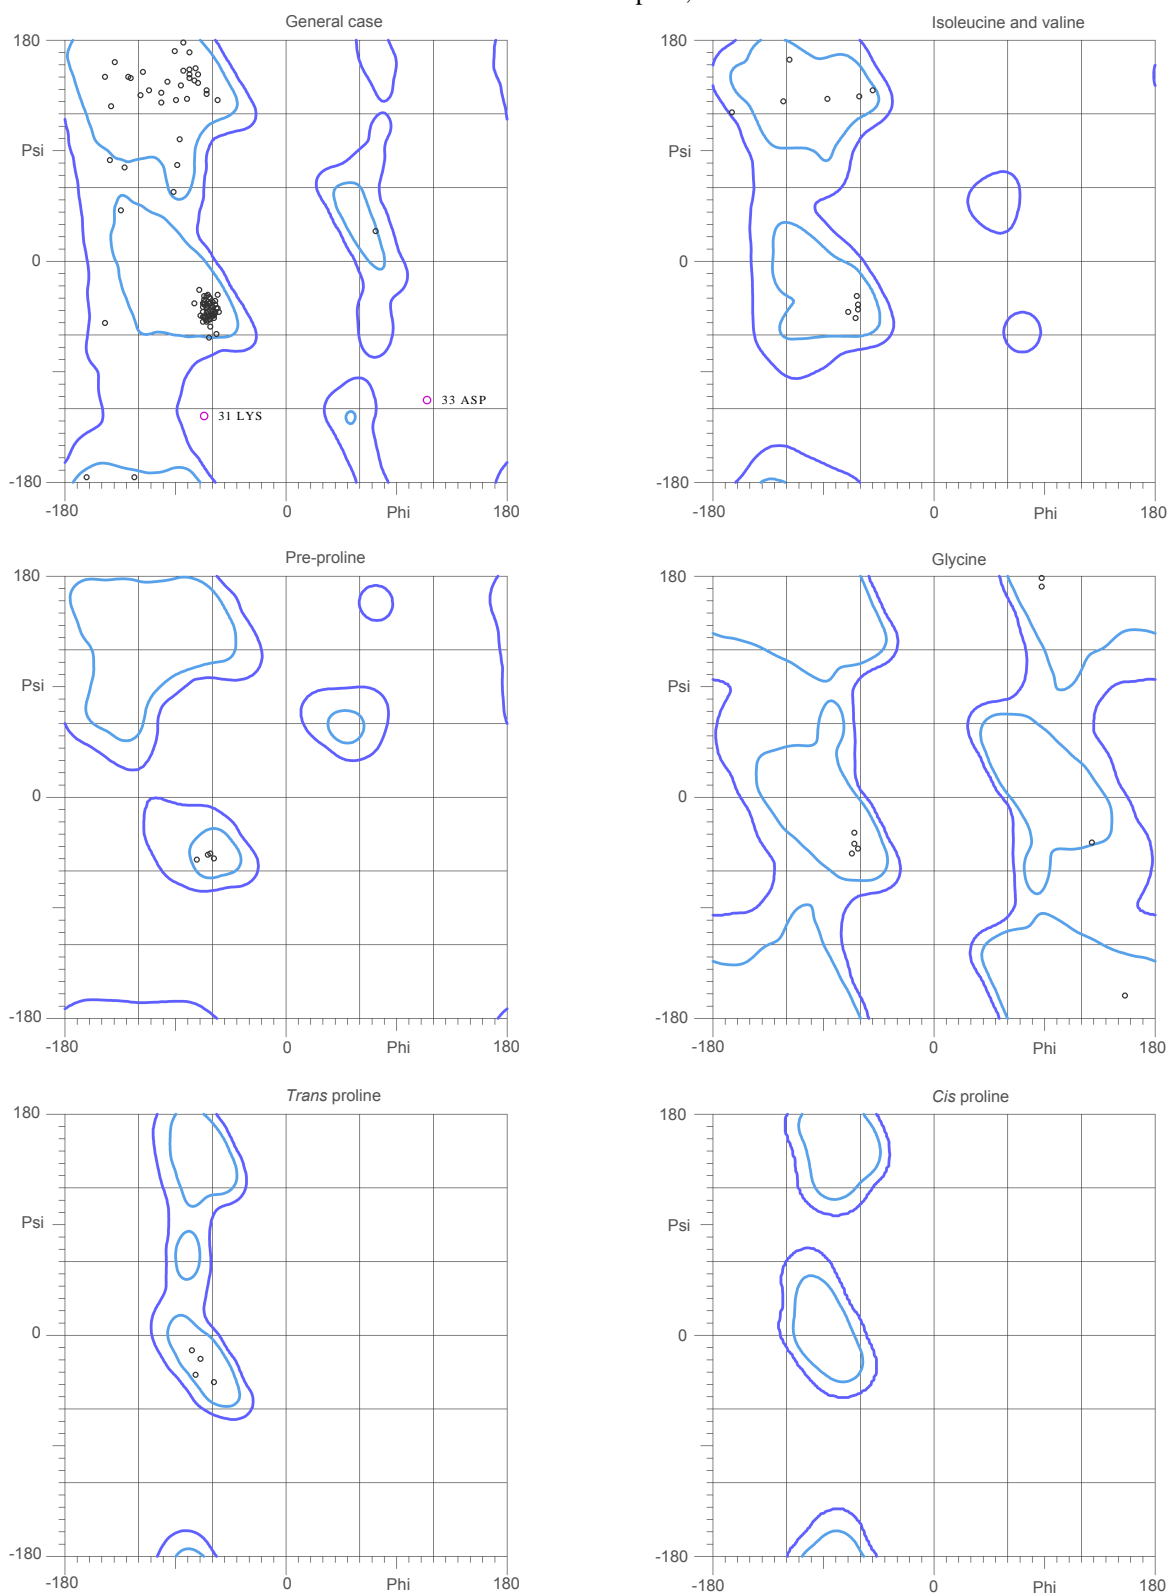 General case
Isoleucine and valine
180
180
Psi
Psi
0
0
33 ASP
31 LYS
-180
-180
-180
0
Phi
180
-180
0
Phi
180
Pre-proline
Glycine
180
180
Psi
Psi
0
0
-180
-180
-180
0
Phi
180
-180
0
Phi
180
Trans proline
Cis proline
180
180
Psi
Psi
0
0
-180
-180
-180
0
Phi
180
-180
0
Phi
180